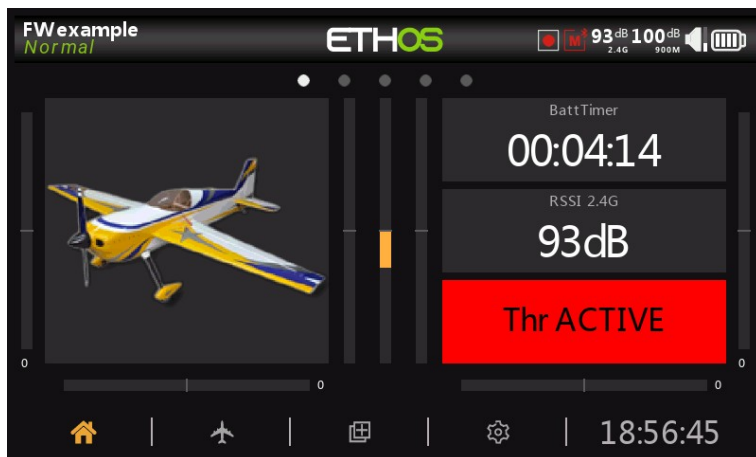 FWexample
Normal
ETHOS
M
93dB
2.4G
100dB
900M
BattTimer
00:04:14
RSSI 2.4G
93dB
Thr ACTIVE
0
0
0
0
18:56:45